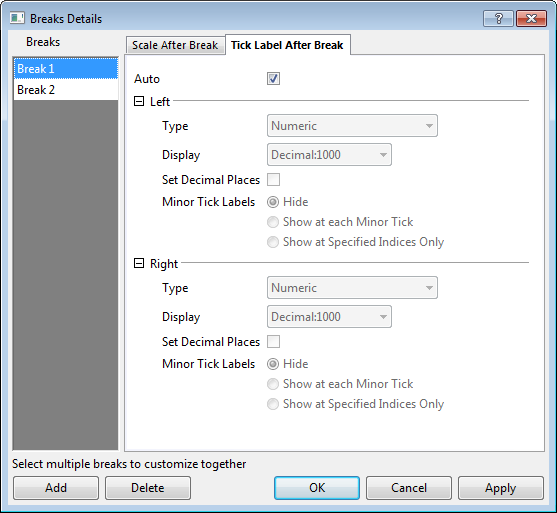 Breaks Details
Breaks
Break 1
Break 2
Scale After Break
Tick Label After Break
Auto
Left
Type Numeric
Display Decimal:1000
Set Decimal Places
Minor Tick Labels Hide
Show at each Minor Tick
Show at Specified Indices Only
Right
Type Numeric
Display Decimal:1000
Set Decimal Places
Minor Tick Labels Hide
Show at each Minor Tick
Show at Specified Indices Only
Select multiple breaks to customize together
Add Delete OK Cancel Apply